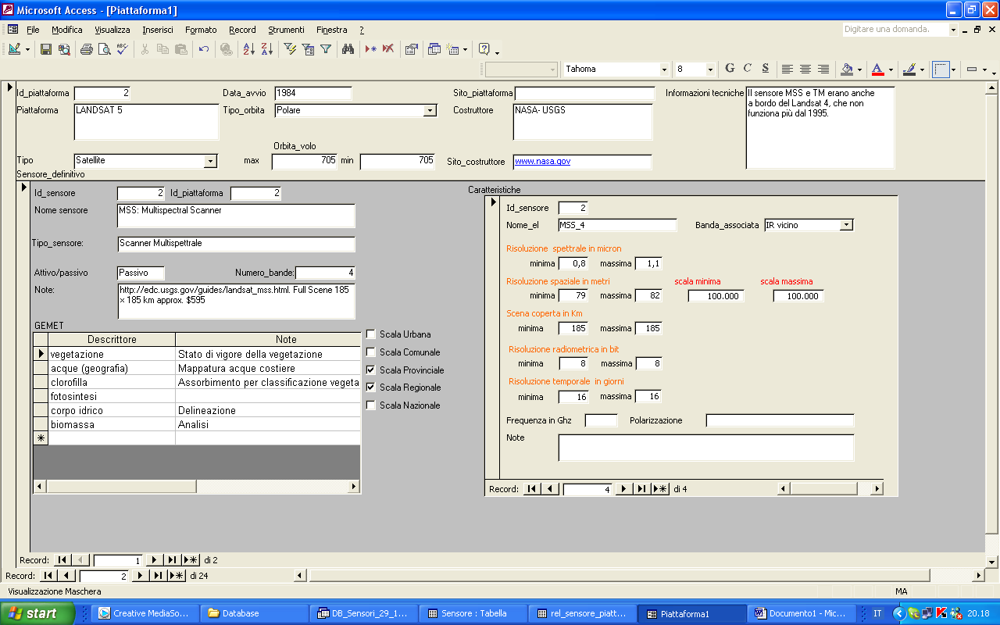 Microsoft Access - [Piattaforma1]
File Modifica Visualizza Inserisci Formato Record Strumenti Finestra ? Digitare una domanda.
Tahoma 8 G C S
Id_piattaforma 2 Data_avvio 1984 Sito_piattaforma Informazioni tecniche Il sensore MSS e TM erano anche
a bordo del Landsat 4, che non
funziona più dal 1995.
Piattaforma LANDSAT 5 Tipo_orbita Polare Costruttore NASA- USGS
Orbita_volo
Tipo Satellite max 705 min 705 Sito_costruttore www.nasa.gov
Sensore_definitivo
Id_sensore 2 Id_piattaforma 2
Nome sensore MSS: Multispectral Scanner
Tipo_sensore: Scanner Multispettrale
Attivo/passivo Passivo Numero_bande: 4
Note: http://edc.usgs.gov/guides/landsat_mss.html. Full Scene 185
× 185 km approx. $595
GEMET
Descrittore Note
vegetazione Stato di vigore della vegetazione
acque (geografia) Mappatura acque costiere
clorofilla Assorbimento per classificazione vegeta
fotosintesi
corpo idrico Delineazione
biomassa Analisi
Scala Urbana
Scala Comunale
Scala Provinciale
Scala Regionale
Scala Nazionale
Caratteristiche
Id_sensore 2
Nome_el MSS_4 Banda_associata IR vicino
Risoluzione spettrale in micron
minima 0,8 massima 1,1
Risoluzione spaziale in metri scala minima scala massima
minima 79 massima 82 100.000 100.000
Scena coperta in Km
minima 185 massima 185
Risoluzione radiometrica in bit
minima 8 massima 8
Risoluzione temporale in giorni
minima 16 massima 16
Frequenza in Ghz Polarizzazione
Note
Record: 4 di 4
Record: 1 di 2
Record: 2 di 24
Visualizzazione Maschera MA
start Creative MediaSo... Database DB_Sensori_29_1... Sensore : Tabella rel_sensore_piatt... Piattaforma1 Documento1 - Mic... IT 20.18